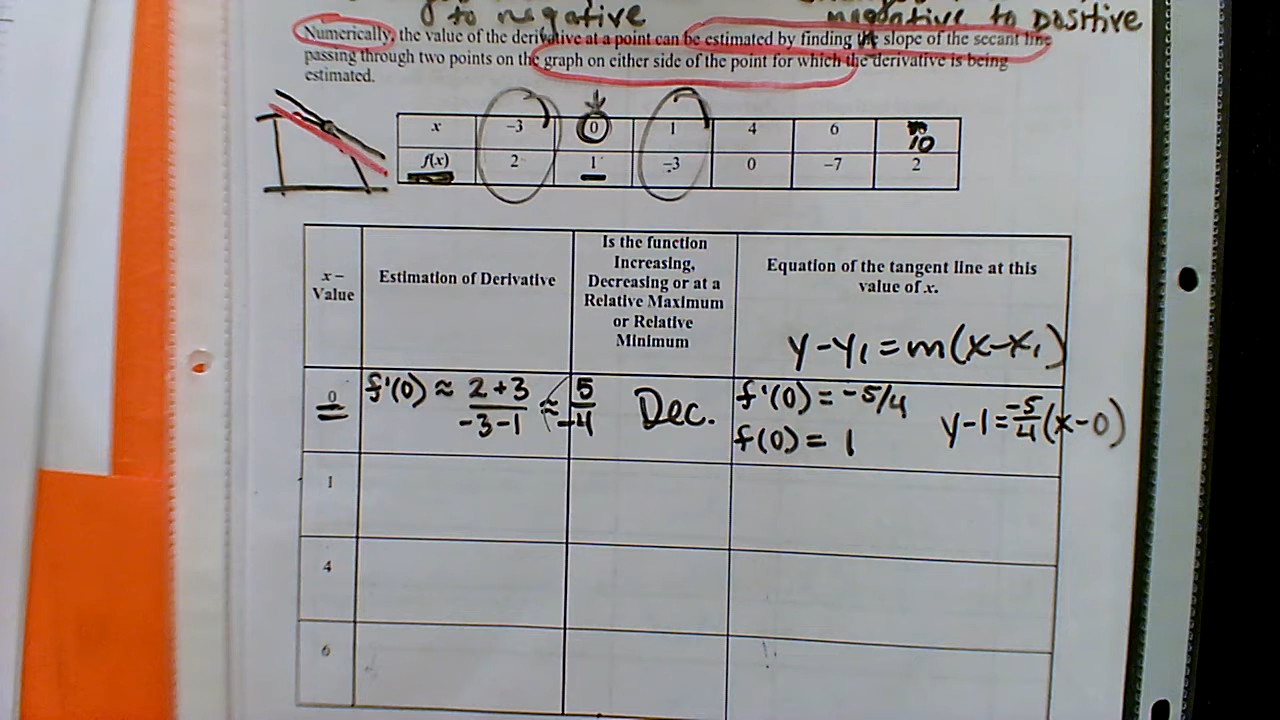 to negative
negative to positive
Numerically, the value of the derivative at a point can be estimated by finding the slope of the secant line
passing through two points on the graph on either side of the point for which the derivative is being
estimated.
x −3 0 1 4 6 10
f(x) 2 1 −3 0 −7 2
x – Value
Estimation of Derivative
Is the function
Increasing,
Decreasing or at a
Relative Maximum
or Relative
Minimum
Equation of the tangent line at this
value of x.
y-y₁=m(x-x₁)
0 f'(0) ≈ 2+3/-3-1 ≈ 5/-4 Dec. f'(0) = -5/4 y-1=-5/4(x-0)
f(0) = 1
1
4
6